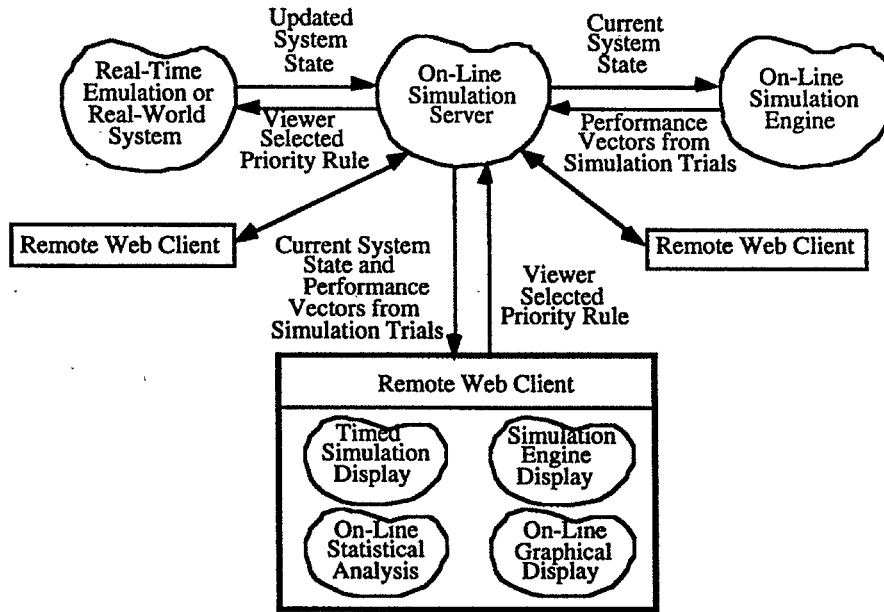 Updated
System
State
Current
System
State
Real-Time
Emulation or
Real-World
System
On-Line
Simulation
Server
On-Line
Simulation
Engine
Viewer
Selected
Priority Rule
Performance
Vectors from
Simulation Trials
Remote Web Client
Remote Web Client
Current System
State and
Performance
Vectors from
Simulation Trials
Viewer
Selected
Priority Rule
Remote Web Client
Timed
Simulation
Display
Simulation
Engine
Display
On-Line
Statistical
Analysis
On-Line
Graphical
Display